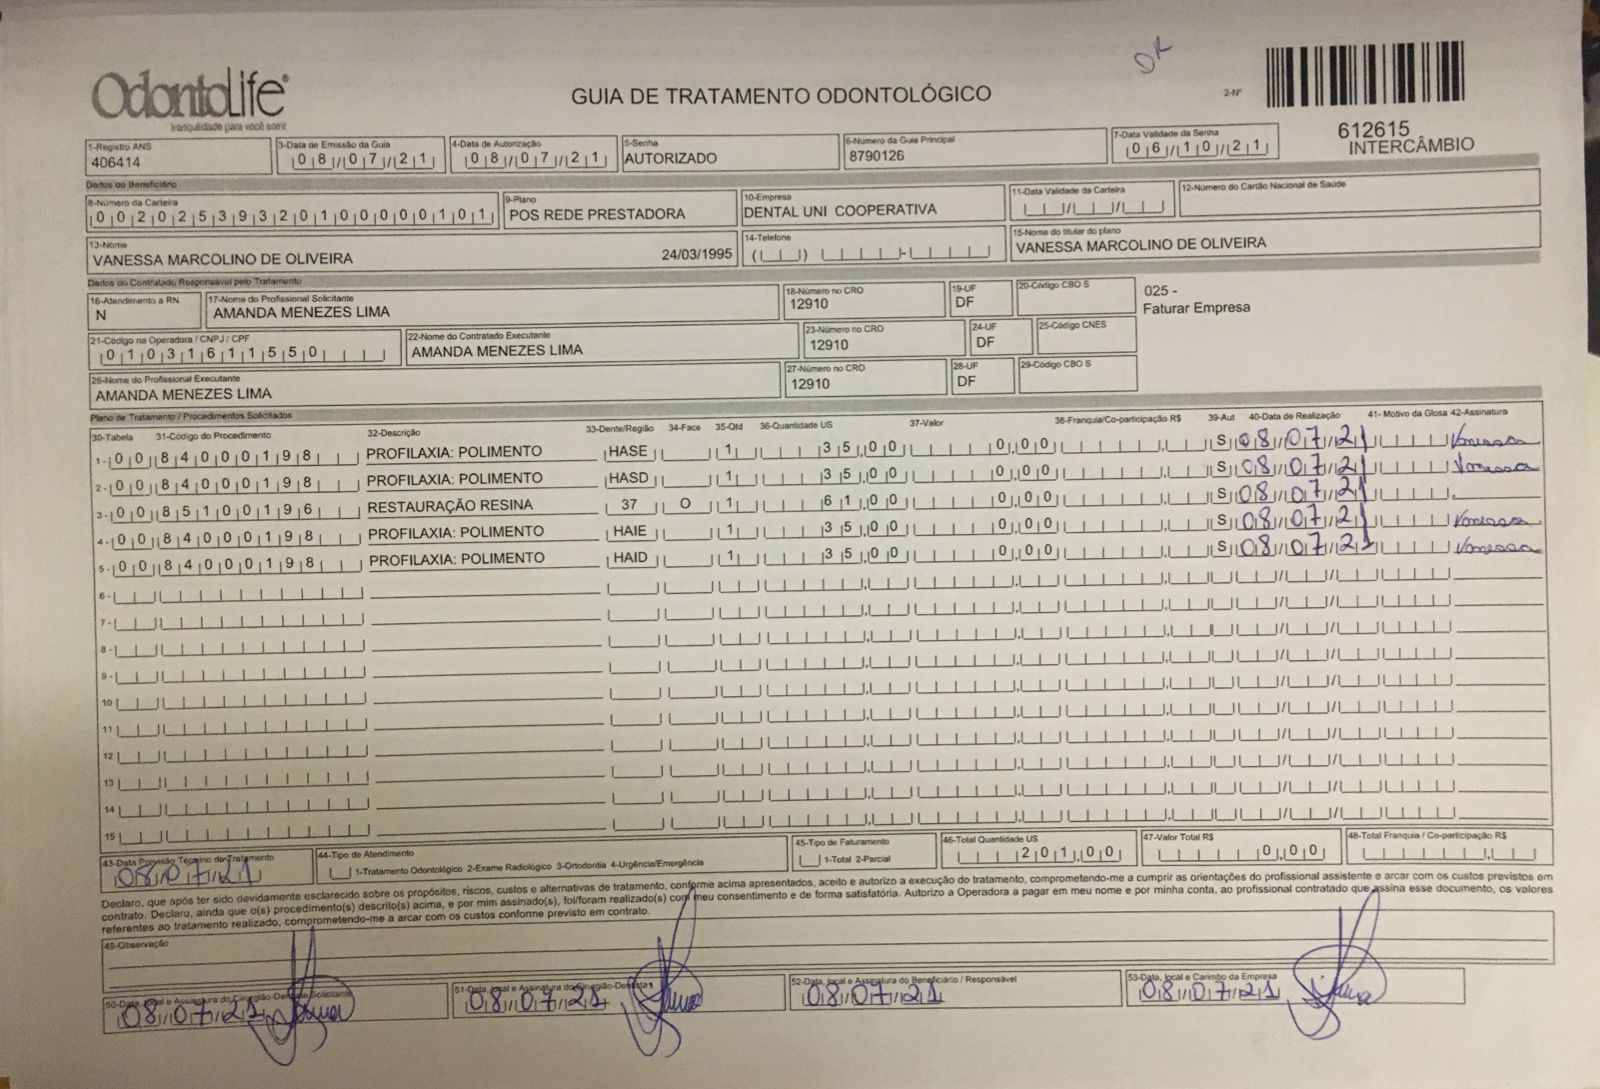 OR
OdontoLife®
tranquilidade para você sorrir
GUIA DE TRATAMENTO ODONTOLÓGICO
2-Nº
612615
INTERCÂMBIO
1-Registro ANS
406414
3-Data de Emissão da Guia
08/07/21
4-Data de Autorização
08/07/21
5-Senha
AUTORIZADO
6-Número da Guia Principal
8790126
7-Data Validade da Senha
06/10/21
Dados do Beneficiário
8-Número da Carteira
00202539320100000101
9-Plano
POS REDE PRESTADORA
10-Empresa
DENTAL UNI COOPERATIVA
11-Data Validade da Carteira
12-Número do Cartão Nacional de Saúde
13-Nome
VANESSA MARCOLINO DE OLIVEIRA 24/03/1995
14-Telefone
15-Nome do titular do plano
VANESSA MARCOLINO DE OLIVEIRA
Dados do Contratado Responsável pelo Tratamento
16-Atendimento a RN
N
17-Nome do Profissional Solicitante
AMANDA MENEZES LIMA
18-Número no CRO
12910
19-UF
DF
20-Código CBO S
025 -
Faturar Empresa
21-Código na Operadora / CNPJ / CPF
01031611550
22-Nome do Contratado Executante
AMANDA MENEZES LIMA
23-Número no CRO
12910
24-UF
DF
25-Código CNES
26-Nome do Profissional Executante
AMANDA MENEZES LIMA
27-Número no CRO
12910
28-UF
DF
29-Código CBO S
Plano de Tratamento / Procedimentos Solicitados
30-Tabela 31-Código do Procedimento 32-Descrição 33-Dente/Região 34-Face 35-Qtd 36-Quantidade US 37-Valor 38-Franquia/Co-participação R$ 39-Aut 40-Data de Realização 41- Motivo da Glosa 42-Assinatura
1- 00 84000198 PROFILAXIA: POLIMENTO HASE 1 35,00 0,00 S 08/07/21 Vanessa
2- 00 84000198 PROFILAXIA: POLIMENTO HASD 1 35,00 0,00 S 08/07/21 Vanessa
3- 00 85100196 RESTAURAÇÃO RESINA 37 O 1 61,00 0,00 S 08/07/21
4- 00 84000198 PROFILAXIA: POLIMENTO HAIE 1 35,00 0,00 S 08/07/21 Vanessa
5- 00 84000198 PROFILAXIA: POLIMENTO HAID 1 35,00 0,00 S 08/07/21 Vanessa
6-
7-
8-
9-
10
11
12
13
14
15
43-Data Previsão Término do Tratamento
08/07/21
44-Tipo de Atendimento
1-Tratamento Odontológico 2-Exame Radiológico 3-Ortodontia 4-Urgência/Emergência
45-Tipo de Faturamento
1-Total 2-Parcial
46-Total Quantidade US
201,00
47-Valor Total R$
0,00
48-Total Franquia / Co-participação R$
Declaro, que após ter sido devidamente esclarecido sobre os propósitos, riscos, custos e alternativas de tratamento, conforme acima apresentados, aceito e autorizo a execução do tratamento, comprometendo-me a cumprir as orientações do profissional assistente e arcar com os custos previstos em
contrato. Declaro, ainda que o(s) procedimento(s) descrito(s) acima, e por mim assinado(s), foi/foram realizado(s) com meu consentimento e de forma satisfatória. Autorizo a Operadora a pagar em meu nome e por minha conta, ao profissional contratado que assina esse documento, os valores
referentes ao tratamento realizado, comprometendo-me a arcar com os custos conforme previsto em contrato.
49-Observação
50-Data, local e Assinatura do Cirurgião-Dentista Solicitante
08/07/21
51-Data, local e Assinatura do Cirurgião-Dentista
08/07/21
52-Data, local e Assinatura do Beneficiário / Responsável
08/07/21
53-Data, local e Carimbo da Empresa
08/07/21